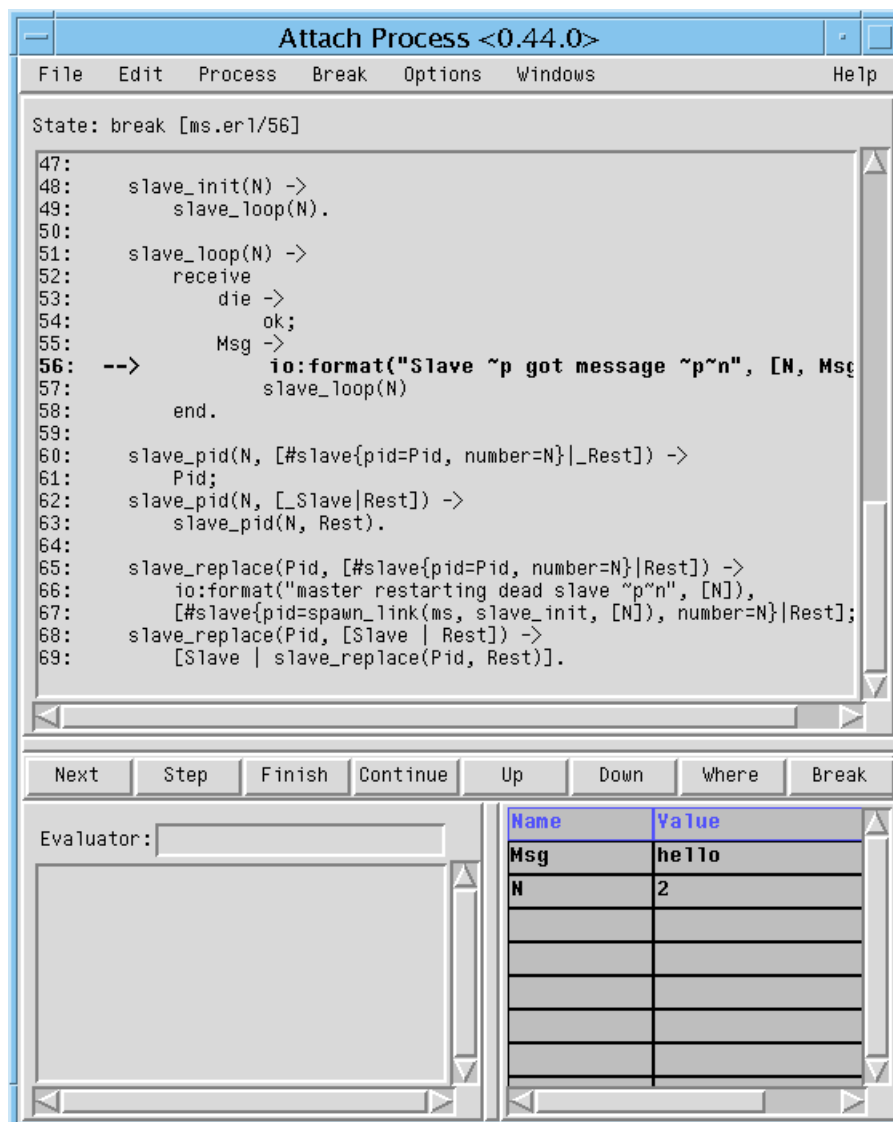 Attach Process <0.44.0>
File Edit Process Break Options Windows Help
State: break [ms.erl/56]
47:
48:     slave_init(N) ->
49:         slave_loop(N).
50:
51:     slave_loop(N) ->
52:         receive
53:             die ->
54:                 ok;
55:             Msg ->
56:  -->            io:format("Slave ~p got message ~p~n", [N, Msg
57:                 slave_loop(N)
58:         end.
59:
60:     slave_pid(N, [#slave{pid=Pid, number=N}|_Rest]) ->
61:         Pid;
62:     slave_pid(N, [_Slave|Rest]) ->
63:         slave_pid(N, Rest).
64:
65:     slave_replace(Pid, [#slave{pid=Pid, number=N}|Rest]) ->
66:         io:format("master restarting dead slave ~p~n", [N]),
67:         [#slave{pid=spawn_link(ms, slave_init, [N]), number=N}|Rest];
68:     slave_replace(Pid, [Slave | Rest]) ->
69:         [Slave | slave_replace(Pid, Rest)].
Next Step Finish Continue Up Down Where Break
Evaluator:
Name Value
Msg hello
N 2